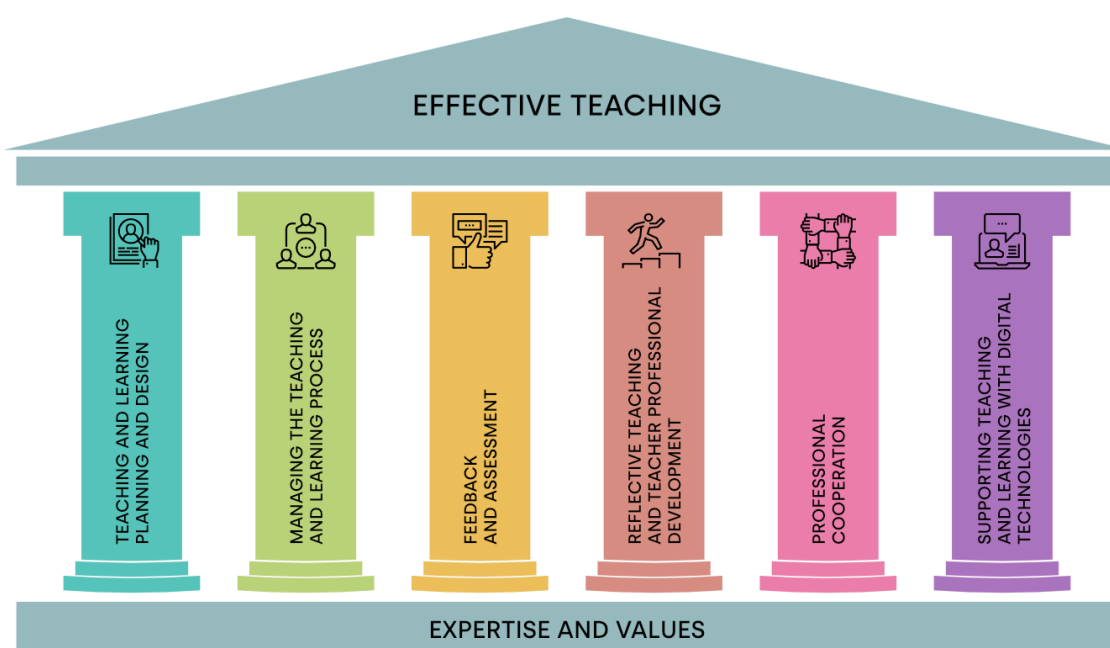 EFFECTIVE TEACHING
TEACHING AND LEARNING
PLANNING AND DESIGN
MANAGING THE TEACHING
AND LEARNING PROCESS
FEEDBACK
AND ASSESSMENT
REFLECTIVE TEACHING
AND TEACHER PROFESSIONAL
DEVELOPMENT
PROFESSIONAL
COOPERATION
SUPPORTING TEACHING
AND LEARNING WITH DIGITAL
TECHNOLOGIES
EXPERTISE AND VALUES